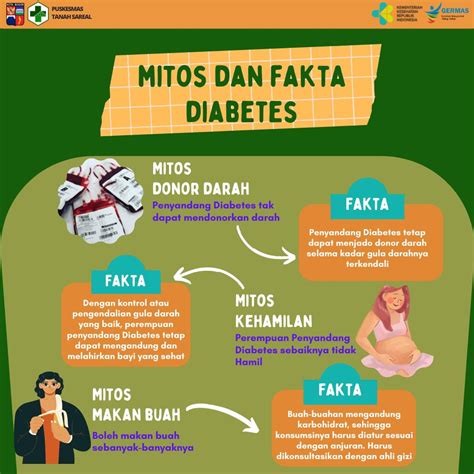 PUSKESMAS
TANAH SAREAL
KEMENTERIAN
KESEHATAN
REPUBLIK
INDONESIA
GERMAS
MITOS DAN FAKTA
DIABETES
MITOS
DONOR DARAH
Penyandang Diabetes tak
dapat mendonorkan darah
FAKTA
Penyandang Diabetes tetap
dapat menjado donor darah
selama kadar gula darahnya
terkendali
FAKTA
Dengan kontrol atau
pengendalian gula darah
yang baik, perempuan
penyandang Diabetes tetap
dapat mengandung dan
melahirkan bayi yang sehat
MITOS
KEHAMILAN
Perempuan Penyandang
Diabetes sebaiknya tidak
Hamil
MITOS
MAKAN BUAH
Boleh makan buah
sebanyak-banyaknya
FAKTA
Buah-buahan mengandung
karbohidrat, sehingga
konsumsinya harus diatur sesuai
dengan anjuran. Harus
dikonsultasikan dengan ahli gizi